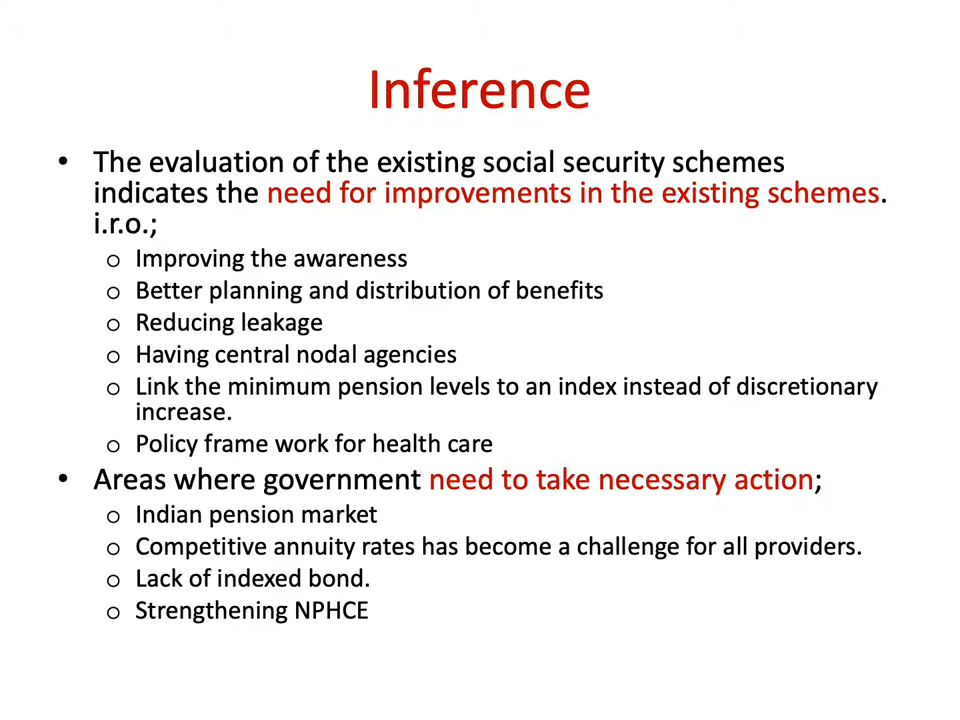 Inference
• The evaluation of the existing social security schemes
indicates the need for improvements in the existing schemes.
i.r.o.;
o Improving the awareness
o Better planning and distribution of benefits
o Reducing leakage
o Having central nodal agencies
o Link the minimum pension levels to an index instead of discretionary
increase.
o Policy frame work for health care
• Areas where government need to take necessary action;
o Indian pension market
o Competitive annuity rates has become a challenge for all providers.
o Lack of indexed bond.
o Strengthening NPHCE